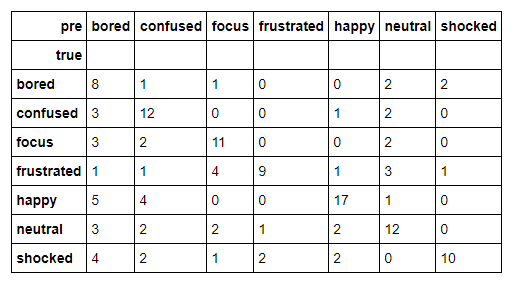 pre bored confused focus frustrated happy neutral shocked
true
bored 8 1 1 0 0 2 2
confused 3 12 0 0 1 2 0
focus 3 2 11 0 0 2 0
frustrated 1 1 4 9 1 3 1
happy 5 4 0 0 17 1 0
neutral 3 2 2 1 2 12 0
shocked 4 2 1 2 2 0 10